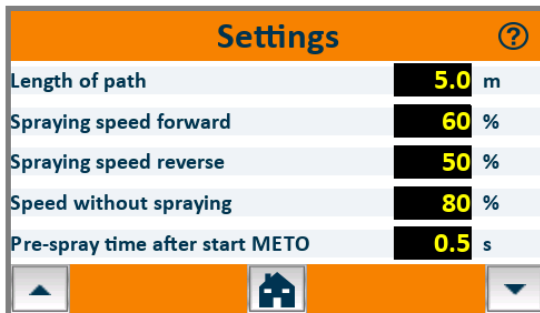 Settings ?
Length of path 5.0 m
Spraying speed forward 60 %
Spraying speed reverse 50 %
Speed without spraying 80 %
Pre-spray time after start METO 0.5 s